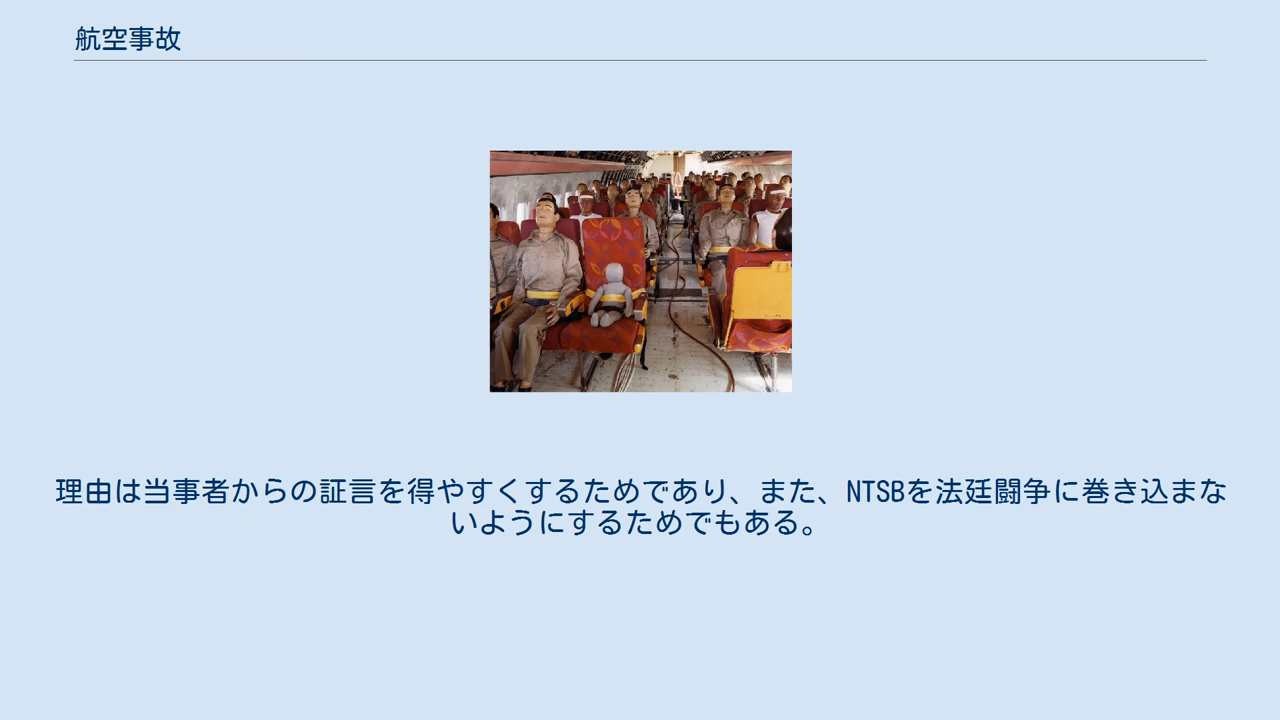 航空事故
理由は当事者からの証言を得やすくするためであり、また、NTSBを法廷闘争に巻き込まな
いようにするためでもある。